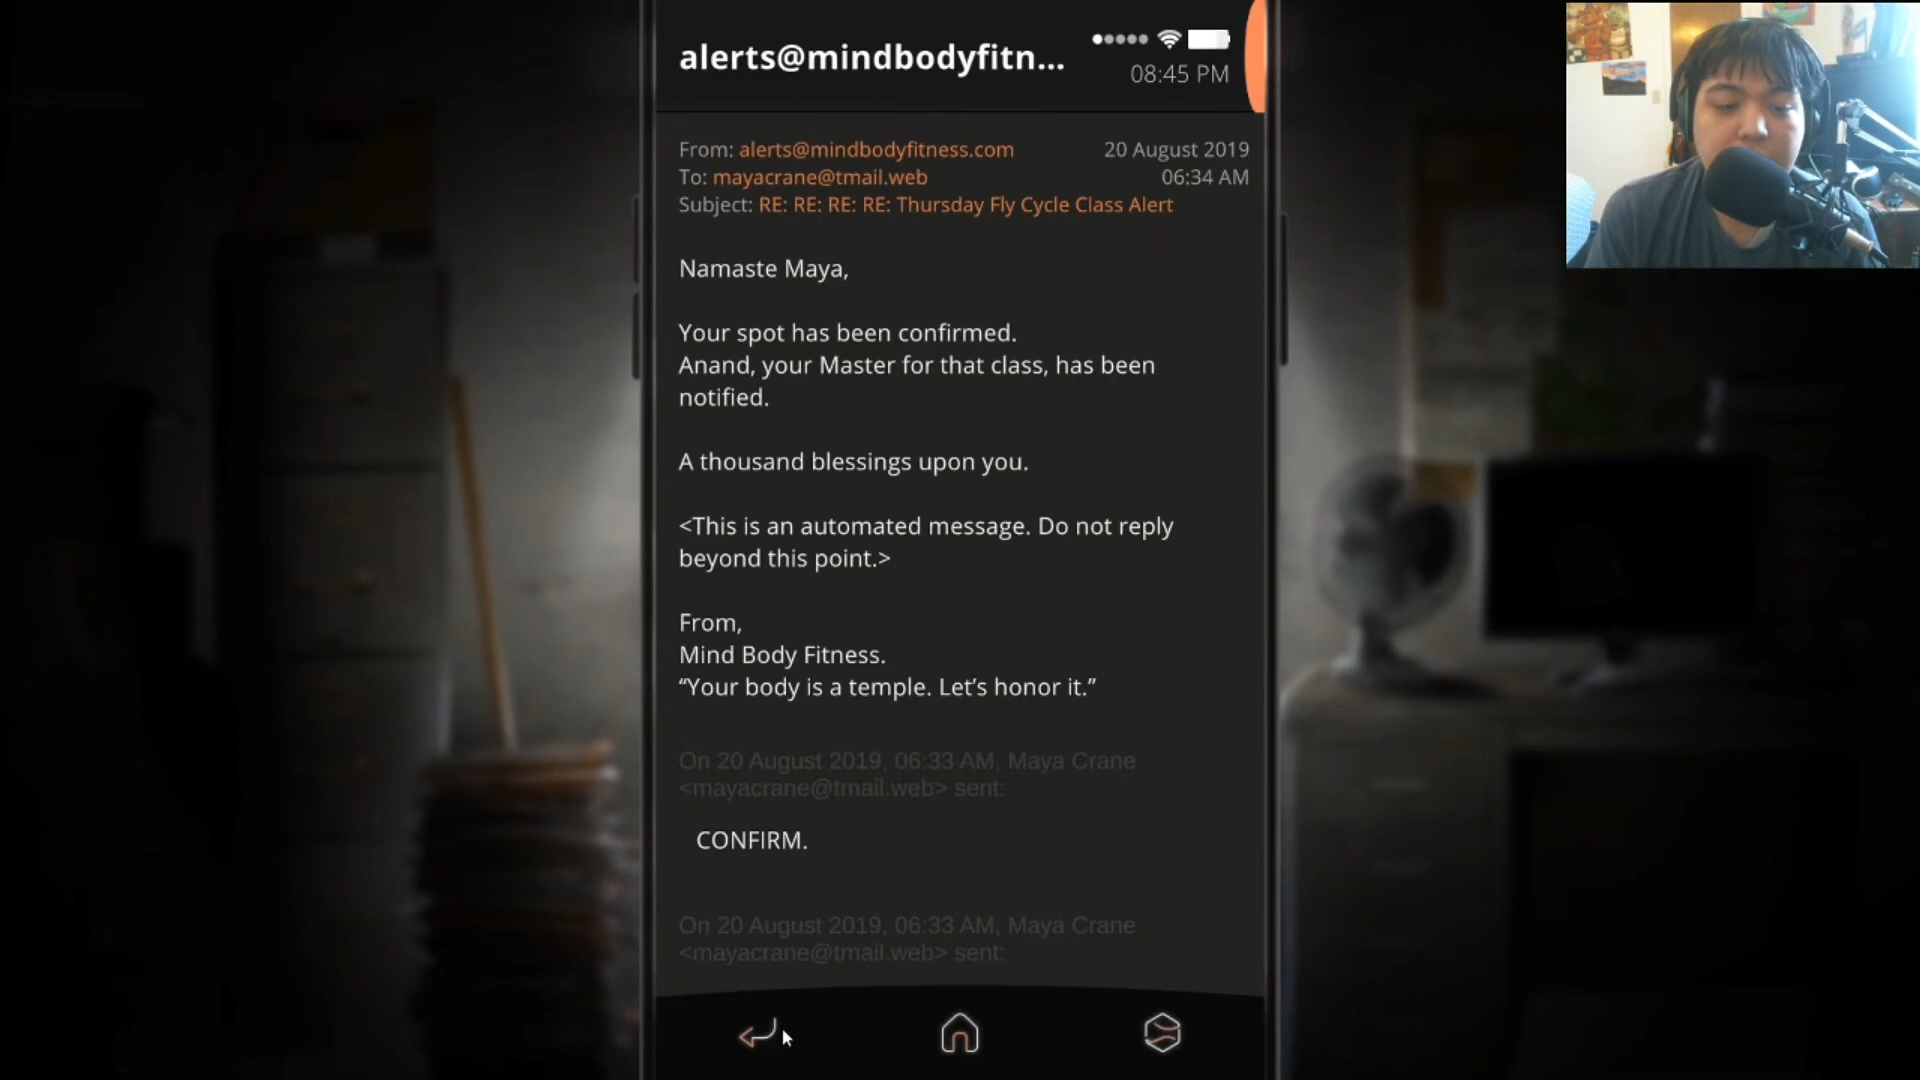 alerts@mindbodyfitn...
08:45 PM
From: alerts@mindbodyfitness.com 20 August 2019
To: mayacrane@tmail.web 06:34 AM
Subject: RE: RE: RE: RE: Thursday Fly Cycle Class Alert
Namaste Maya,
Your spot has been confirmed.
Anand, your Master for that class, has been
notified.
A thousand blessings upon you.
<This is an automated message. Do not reply
beyond this point.>
From,
Mind Body Fitness.
“Your body is a temple. Let’s honor it.”
On 20 August 2019, 06:33 AM, Maya Crane
<mayacrane@tmail.web> sent:
CONFIRM.
On 20 August 2019, 06:33 AM, Maya Crane
<mayacrane@tmail.web> sent: